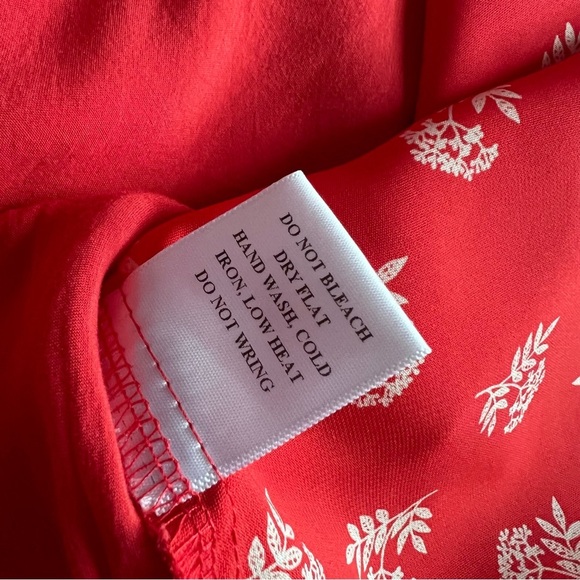 DO NOT BLEACH
DRY FLAT
HAND WASH, COLD
IRON, LOW HEAT
DO NOT WRING